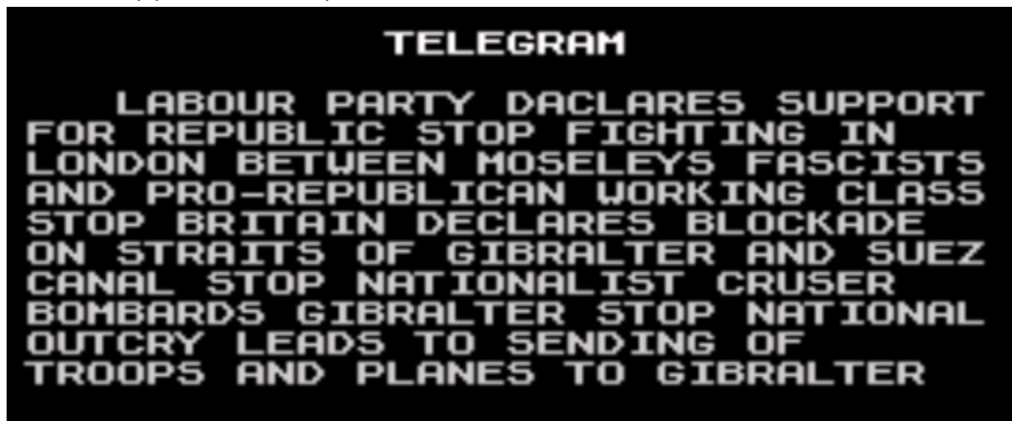 TELEGRAM
LABOUR PARTY DACLARES SUPPORT
FOR REPUBLIC STOP FIGHTING IN
LONDON BETWEEN MOSELEYS FASCISTS
AND PRO-REPUBLICAN WORKING CLASS
STOP BRITAIN DECLARES BLOCKADE
ON STRAITS OF GIBRALTER AND SUEZ
CANAL STOP NATIONALIST CRUSER
BOMBARDS GIBRALTER STOP NATIONAL
OUTCRY LEADS TO SENDING OF
TROOPS AND PLANES TO GIBRALTER